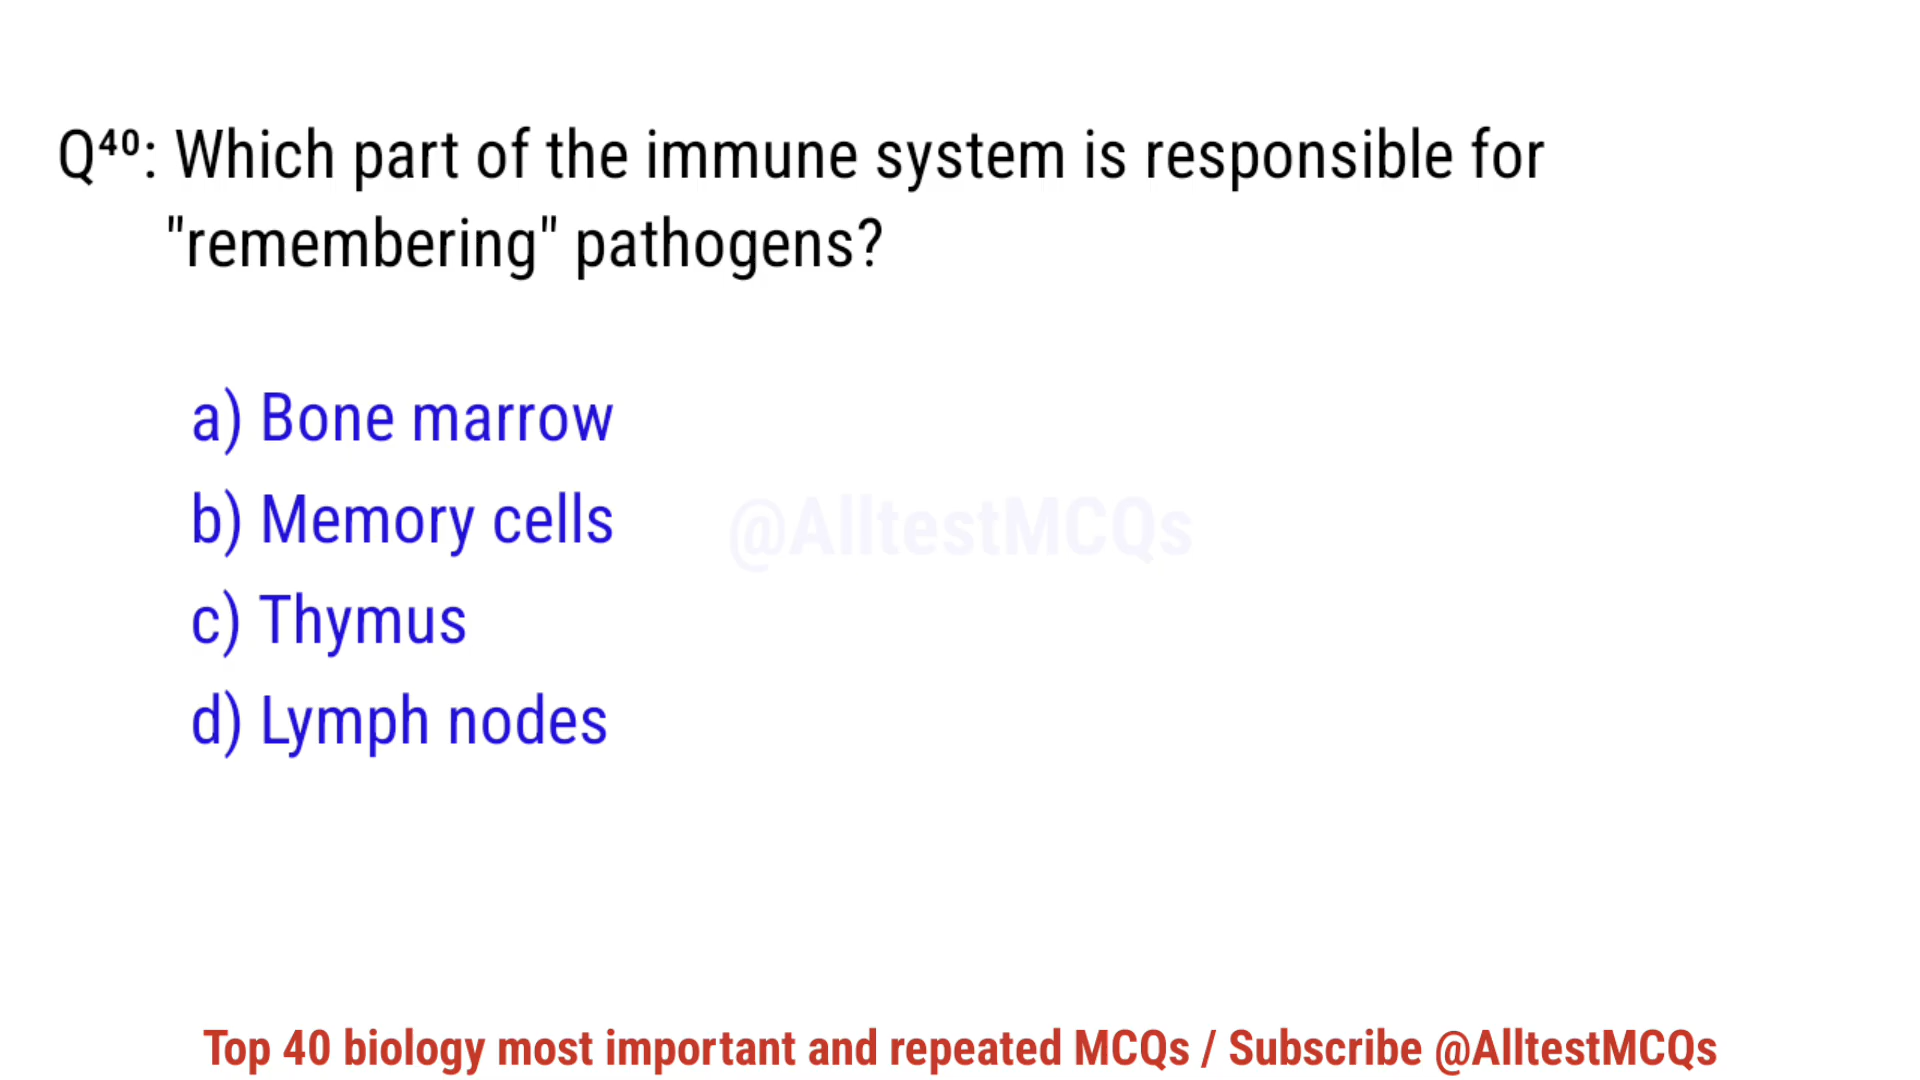 Q⁴⁰: Which part of the immune system is responsible for
"remembering" pathogens?
a) Bone marrow
b) Memory cells
@AlltestMCQs
c) Thymus
d) Lymph nodes
Top 40 biology most important and repeated MCQs / Subscribe @AlltestMCQs